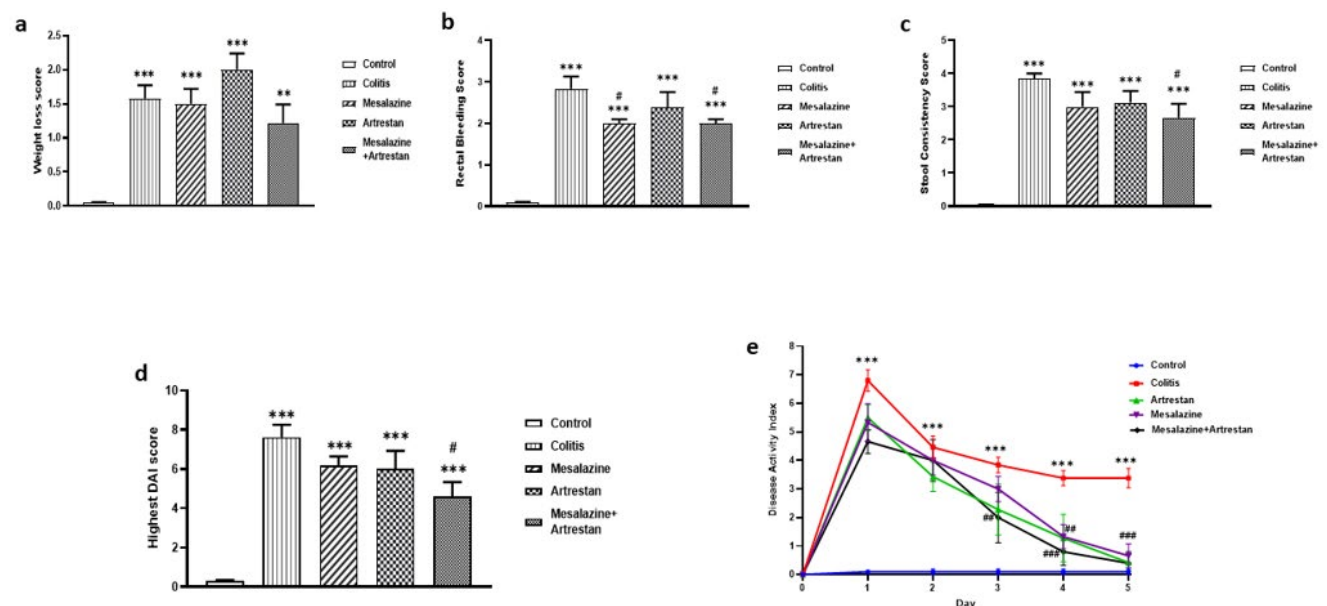 a
Weight loss score
2.5
2.0
1.5
1.0
0.5
0.0
***
***
***
**
Control
Colitis
Mesalazine
Artrestan
Mesalazine
+Artrestan
b
Rectal Bleeding Score
4
3
2
1
0
***
#
***
***
#
***
Control
Colitis
Mesalazine
Artrestan
Mesalazine+
Artrestan
c
Stool Consistency Score
5
4
3
2
1
0
***
***
***
#
***
Control
Colitis
Mesalazine
Artrestan
Mesalazine+
Artrestan
d
Highest DAI score
10
8
6
4
2
0
***
***
***
#
***
Control
Colitis
Mesalazine
Artrestan
Mesalazine+
Artrestan
e
Disease Activity Index
8
7
6
5
4
3
2
1
0
***
***
***
***
***
##
##
###
###
0 1 2 3 4 5
Day
Control
Colitis
Artrestan
Mesalazine
Mesalazine+Artrestan